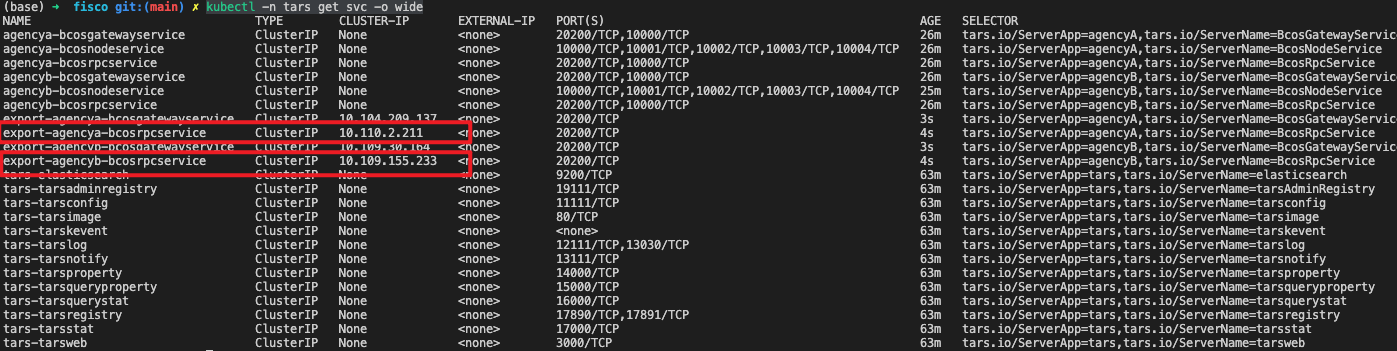 (base) → fisco git:(main) ✗ kubectl -n tars get svc -o wide
NAME TYPE CLUSTER-IP EXTERNAL-IP PORT(S) AGE SELECTOR
agencya-bcosgatewayservice ClusterIP None <none> 20200/TCP,10000/TCP 26m tars.io/ServerApp=agencyA,tars.io/ServerName=BcosGatewayService
agencya-bcosnodeservice ClusterIP None <none> 10000/TCP,10001/TCP,10002/TCP,10003/TCP,10004/TCP 26m tars.io/ServerApp=agencyA,tars.io/ServerName=BcosNodeService
agencya-bcosrpcservice ClusterIP None <none> 20200/TCP,10000/TCP 26m tars.io/ServerApp=agencyA,tars.io/ServerName=BcosRpcService
agencyb-bcosgatewayservice ClusterIP None <none> 20200/TCP,10000/TCP 26m tars.io/ServerApp=agencyB,tars.io/ServerName=BcosGatewayService
agencyb-bcosnodeservice ClusterIP None <none> 10000/TCP,10001/TCP,10002/TCP,10003/TCP,10004/TCP 25m tars.io/ServerApp=agencyB,tars.io/ServerName=BcosNodeService
agencyb-bcosrpcservice ClusterIP None <none> 20200/TCP,10000/TCP 26m tars.io/ServerApp=agencyB,tars.io/ServerName=BcosRpcService
export-agencya-bcosgatewayservice ClusterIP 10.104.209.137 <none> 20200/TCP 3s tars.io/ServerApp=agencyA,tars.io/ServerName=BcosGatewayService
export-agencya-bcosrpcservice ClusterIP 10.110.2.211 <none> 20200/TCP 4s tars.io/ServerApp=agencyA,tars.io/ServerName=BcosRpcService
export-agencyb-bcosgatewayservice ClusterIP 10.109.30.164 <none> 20200/TCP 3s tars.io/ServerApp=agencyB,tars.io/ServerName=BcosGatewayService
export-agencyb-bcosrpcservice ClusterIP 10.109.155.233 <none> 20200/TCP 4s tars.io/ServerApp=agencyB,tars.io/ServerName=BcosRpcService
tars-elasticsearch ClusterIP None <none> 9200/TCP 63m tars.io/ServerApp=tars,tars.io/ServerName=elasticsearch
tars-tarsadminregistry ClusterIP None <none> 19111/TCP 63m tars.io/ServerApp=tars,tars.io/ServerName=tarsAdminRegistry
tars-tarsconfig ClusterIP None <none> 11111/TCP 63m tars.io/ServerApp=tars,tars.io/ServerName=tarsconfig
tars-tarsimage ClusterIP None <none> 80/TCP 63m tars.io/ServerApp=tars,tars.io/ServerName=tarsimage
tars-tarskevent ClusterIP None <none> <none> 63m tars.io/ServerApp=tars,tars.io/ServerName=tarskevent
tars-tarslog ClusterIP None <none> 12111/TCP,13030/TCP 63m tars.io/ServerApp=tars,tars.io/ServerName=tarslog
tars-tarsnotify ClusterIP None <none> 13111/TCP 63m tars.io/ServerApp=tars,tars.io/ServerName=tarsnotify
tars-tarsproperty ClusterIP None <none> 14000/TCP 63m tars.io/ServerApp=tars,tars.io/ServerName=tarsproperty
tars-tarsqueryproperty ClusterIP None <none> 15000/TCP 63m tars.io/ServerApp=tars,tars.io/ServerName=tarsqueryproperty
tars-tarsquerystat ClusterIP None <none> 16000/TCP 63m tars.io/ServerApp=tars,tars.io/ServerName=tarsquerystat
tars-tarsregistry ClusterIP None <none> 17890/TCP,17891/TCP 63m tars.io/ServerApp=tars,tars.io/ServerName=tarsregistry
tars-tarsstat ClusterIP None <none> 17000/TCP 63m tars.io/ServerApp=tars,tars.io/ServerName=tarsstat
tars-tarsweb ClusterIP None <none> 3000/TCP 63m tars.io/ServerApp=tars,tars.io/ServerName=tarsweb